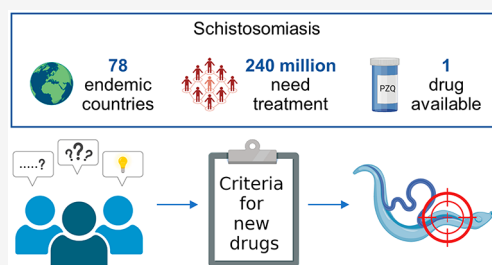 Schistosomiasis
78
endemic
countries
240 million
need
treatment
PZQ
1
drug
available
.....?
???
Criteria
for
new
drugs